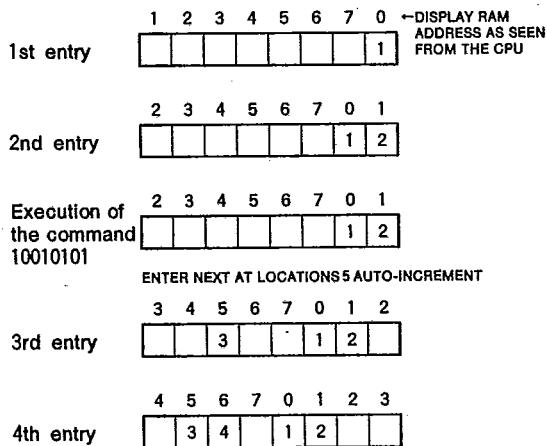 1 2 3 4 5 6 7 0 ←DISPLAY RAM
ADDRESS AS SEEN
FROM THE CPU
1st entry
1
2 3 4 5 6 7 0 1
2nd entry
1 2
2 3 4 5 6 7 0 1
Execution of
the command
10010101
1 2
ENTER NEXT AT LOCATIONS 5 AUTO-INCREMENT
3 4 5 6 7 0 1 2
3rd entry
3 1 2
4 5 6 7 0 1 2 3
4th entry
3 4 1 2